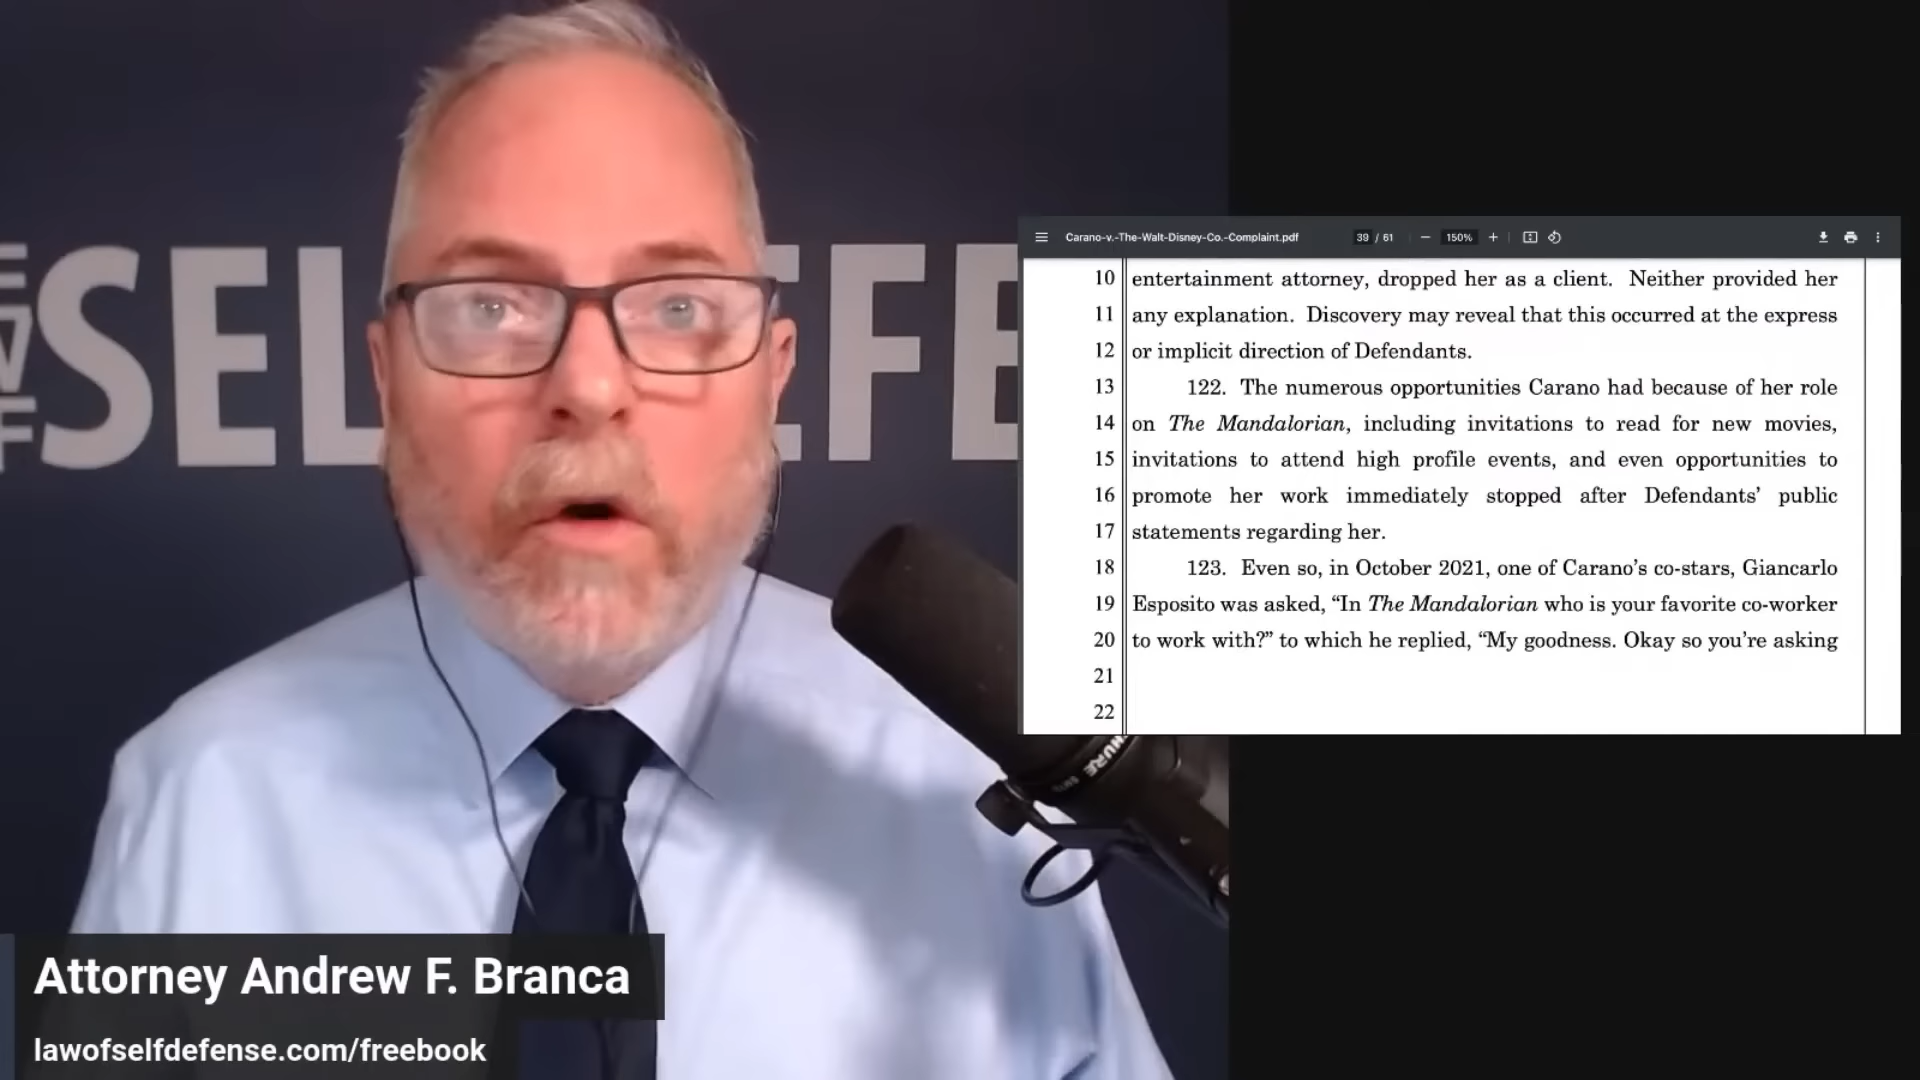 SEL
EFE
Carano-v.-The-Walt-Disney-Co.-Complaint.pdf 39 / 61 150%
10 entertainment attorney, dropped her as a client. Neither provided her
11 any explanation. Discovery may reveal that this occurred at the express
12 or implicit direction of Defendants.
13 122. The numerous opportunities Carano had because of her role
14 on The Mandalorian, including invitations to read for new movies,
15 invitations to attend high profile events, and even opportunities to
16 promote her work immediately stopped after Defendants’ public
17 statements regarding her.
18 123. Even so, in October 2021, one of Carano’s co-stars, Giancarlo
19 Esposito was asked, “In The Mandalorian who is your favorite co-worker
20 to work with?” to which he replied, “My goodness. Okay so you’re asking
21
22
Attorney Andrew F. Branca
lawofselfdefense.com/freebook